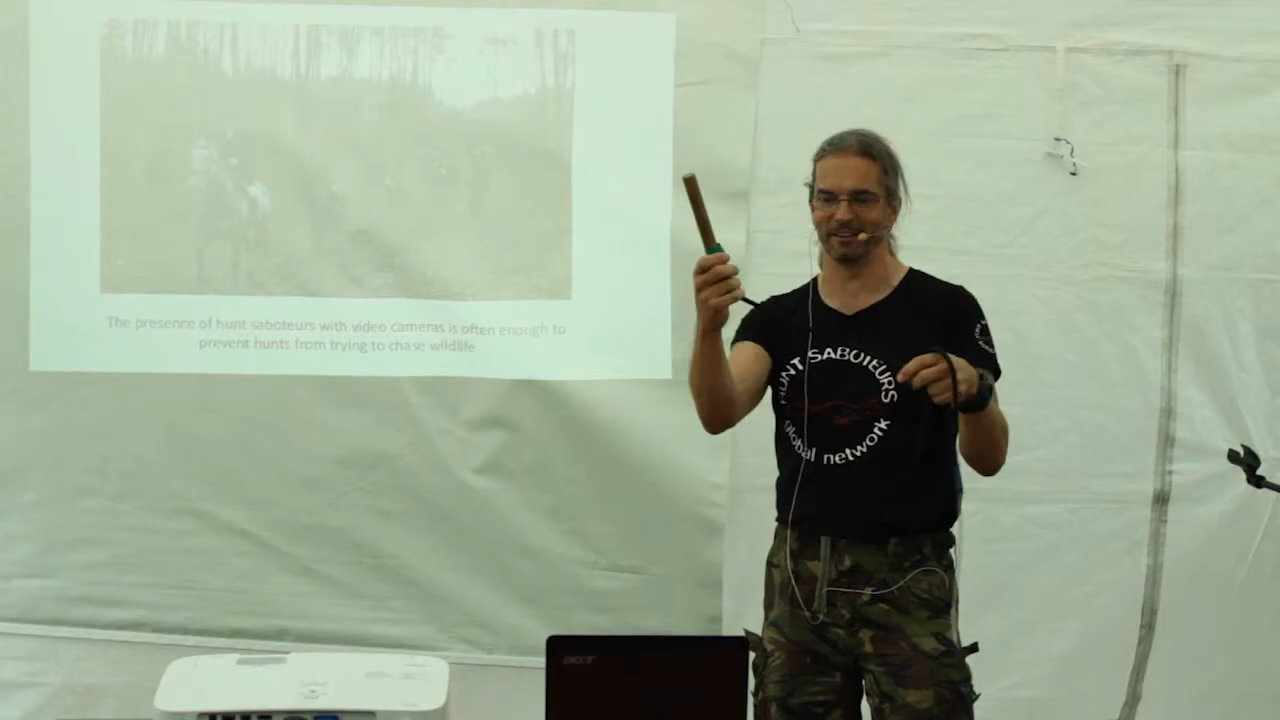 The presence of hunt saboteurs with video cameras is often enough to
prevent hunts from trying to chase wildlife
HUNT SABOTEURS
global network
acer